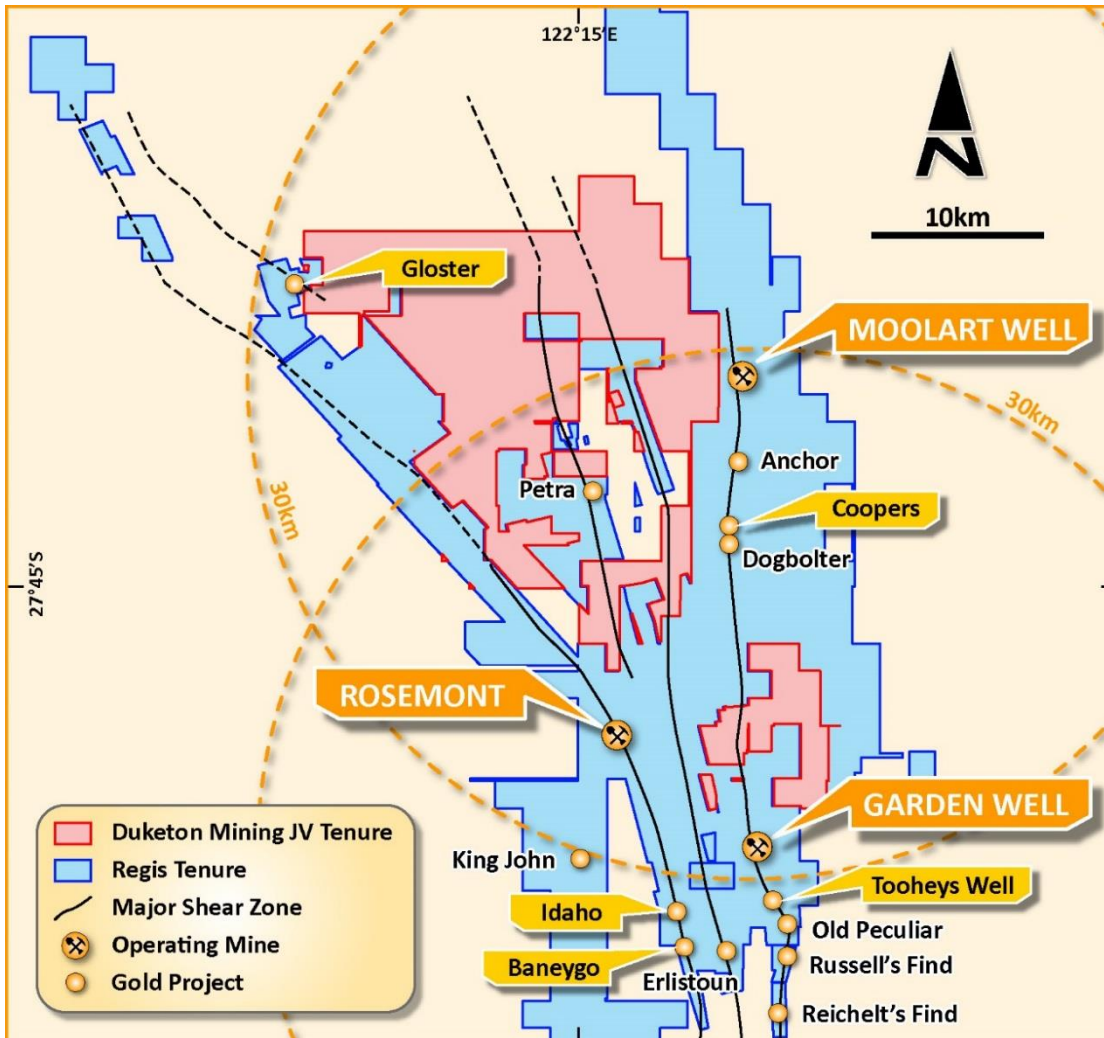 122°15'E
10km
Gloster
MOOLART WELL
30km
30km
Anchor
Petra
Coopers
Dogbolter
27°45'S
ROSEMONT
GARDEN WELL
King John
Tooheys Well
Idaho
Old Peculiar
Baneygo
Russell's Find
Erlistoun
Reichelt's Find
Duketon Mining JV Tenure
Regis Tenure
Major Shear Zone
Operating Mine
Gold Project